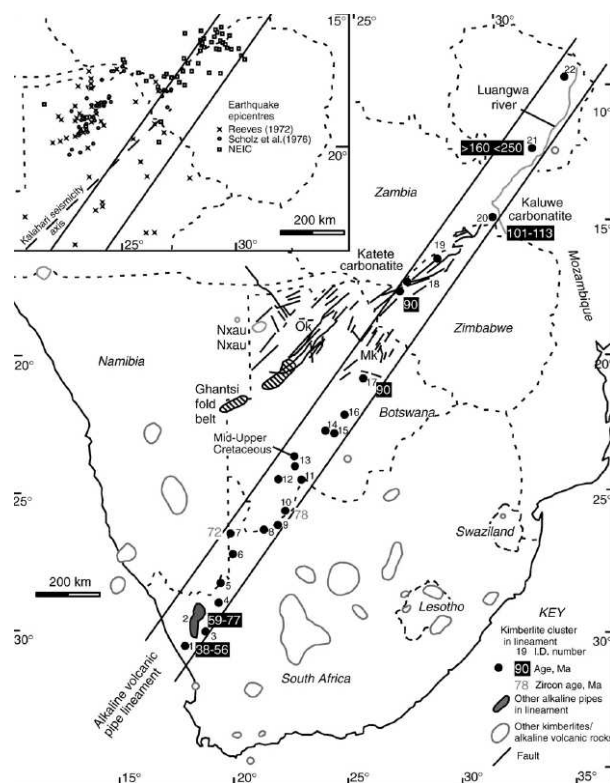 15°
25°
30°
15°
Luangwa
river
22
10°
Earthquake
epicentres
Reeves (1972)
Scholz et al.(1976)
NEIC
20°
200 km
Kalahari seismicity
axis
25°
30°
21
>160 <250
Zambia
Kaluwe
carbonatite
20
101-113
15°
Katete
carbonatite
19
18
90
Mozambique
Zimbabwe
Nxau
Nxau
Ok
Mk
Namibia
20°
20°
17
90
Ghantsi
fold
belt
Botswana
16
14
15
Mid-Upper
Cretaceous
13
12
11
25°
25°
10
78
9
8
72
7
6
Swaziland
200 km
5
4
2
59-77
3
1
38-56
Lesotho
30°
30°
South Africa
Alkaline volcanic
pipe lineament
KEY
Kimberlite cluster
in lineament
19 I.D. number
90 Age, Ma
78 Zircon age, Ma
Other alkaline pipes
in lineament
Other kimberlites/
alkaline volcanic rocks
Fault
15°
20°
25°
30°
35°